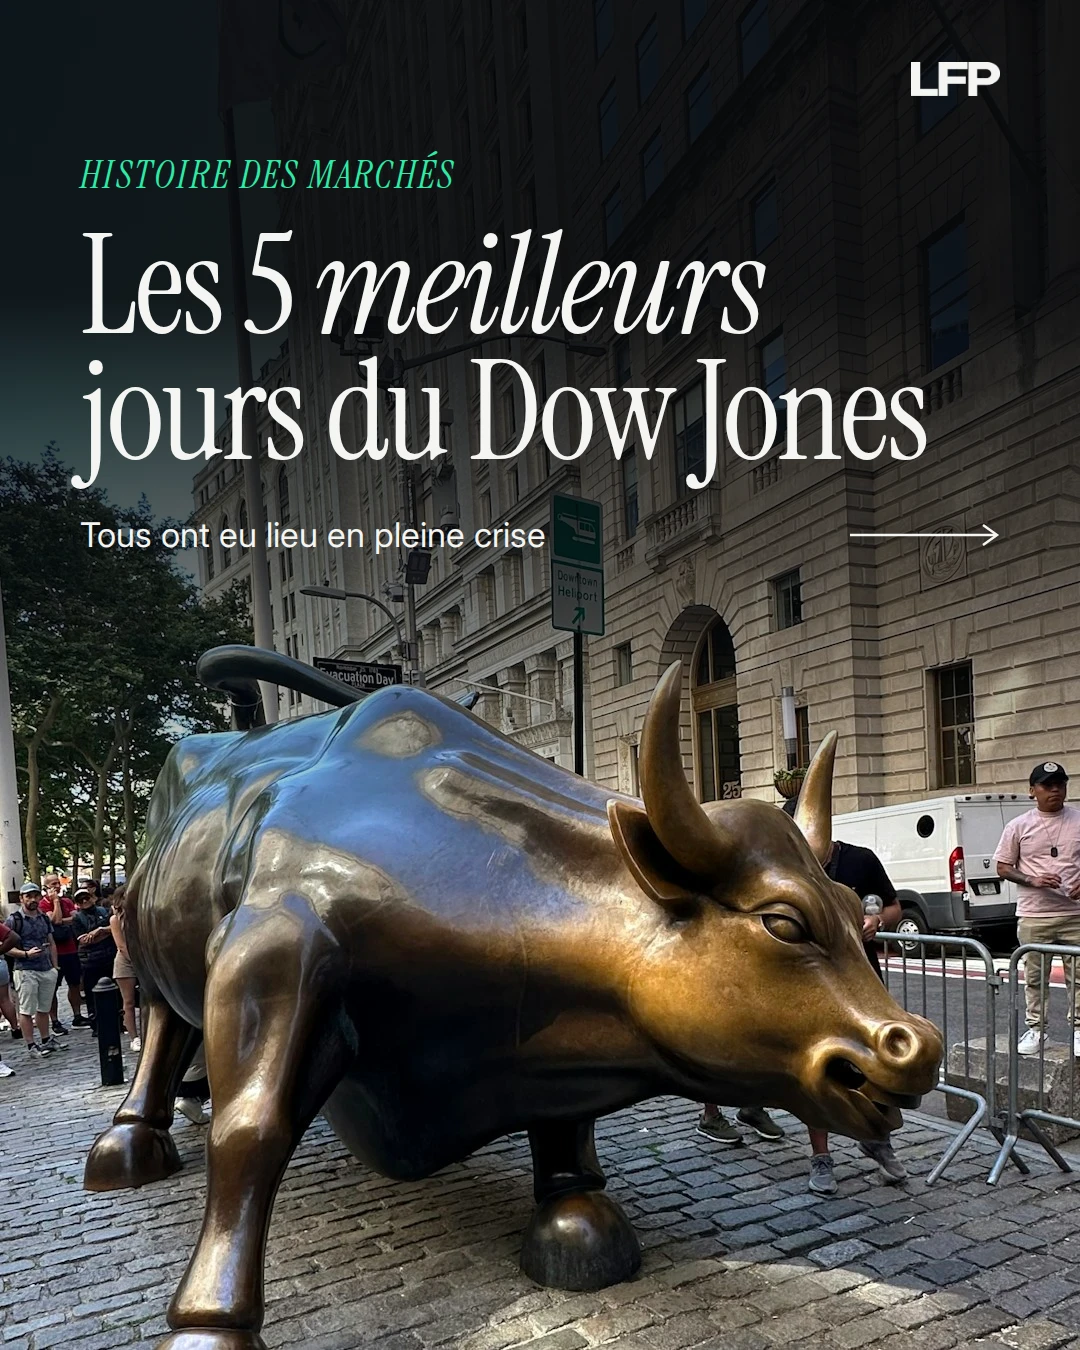 LFP
HISTOIRE DES MARCHÉS
Les 5 meilleurs
jours du Dow Jones
Tous ont eu lieu en pleine crise
Downtown
Heliport
Evacuation Day
25